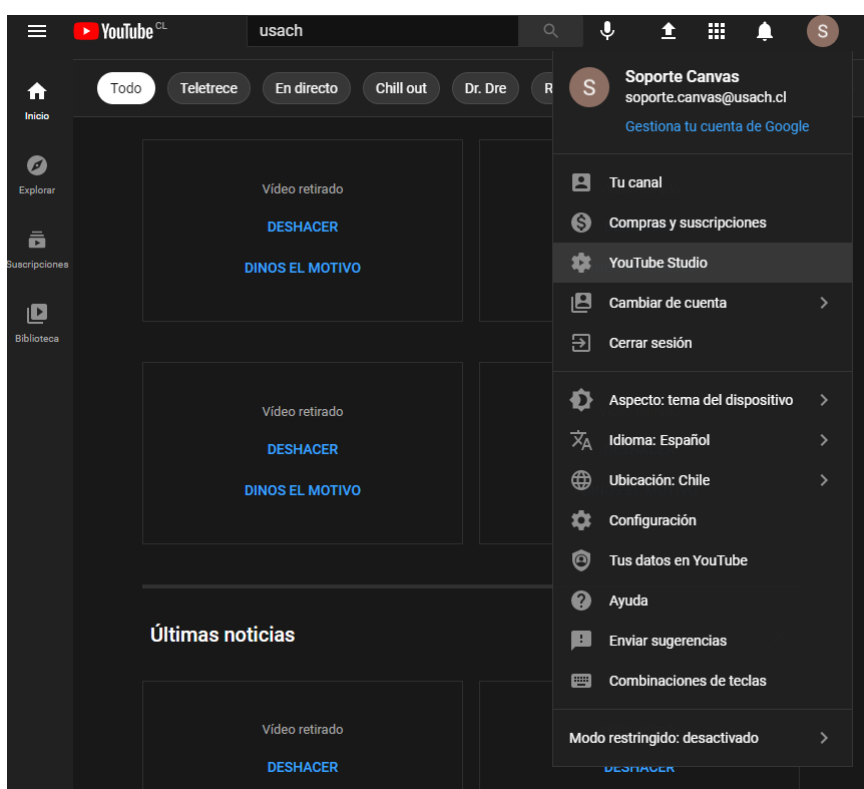 YouTube CL
usach
S
Todo
Teletrece
En directo
Chill out
Dr. Dre
R
Inicio
Explorar
Suscripciones
Biblioteca
Vídeo retirado
DESHACER
DINOS EL MOTIVO
Vídeo retirado
DESHACER
DINOS EL MOTIVO
Últimas noticias
Vídeo retirado
DESHACER
DESHACER
S
Soporte Canvas
soporte.canvas@usach.cl
Gestiona tu cuenta de Google
Tu canal
Compras y suscripciones
YouTube Studio
Cambiar de cuenta
Cerrar sesión
Aspecto: tema del dispositivo
Idioma: Español
Ubicación: Chile
Configuración
Tus datos en YouTube
Ayuda
Enviar sugerencias
Combinaciones de teclas
Modo restringido: desactivado